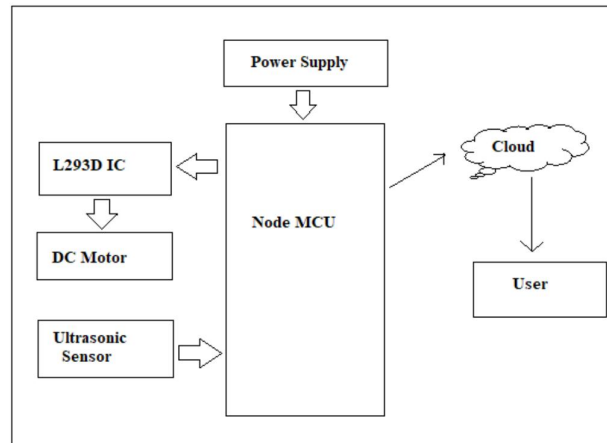 Power Supply
L293D IC
Cloud
Node MCU
DC Motor
User
Ultrasonic
Sensor